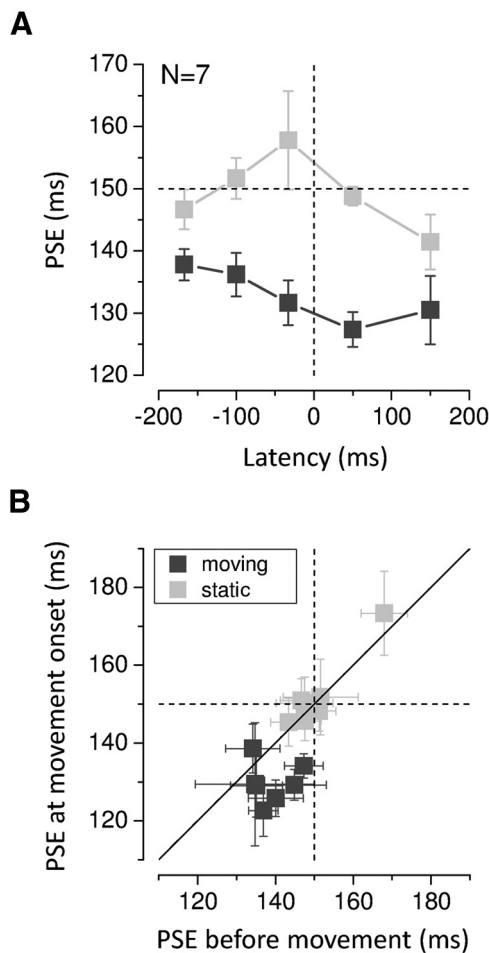 A
N=7
170
160
150
140
130
120
PSE (ms)
-200 -100 0 100 200
Latency (ms)
B
moving
static
180
160
140
120
PSE at movement onset (ms)
120 140 160 180
PSE before movement (ms)